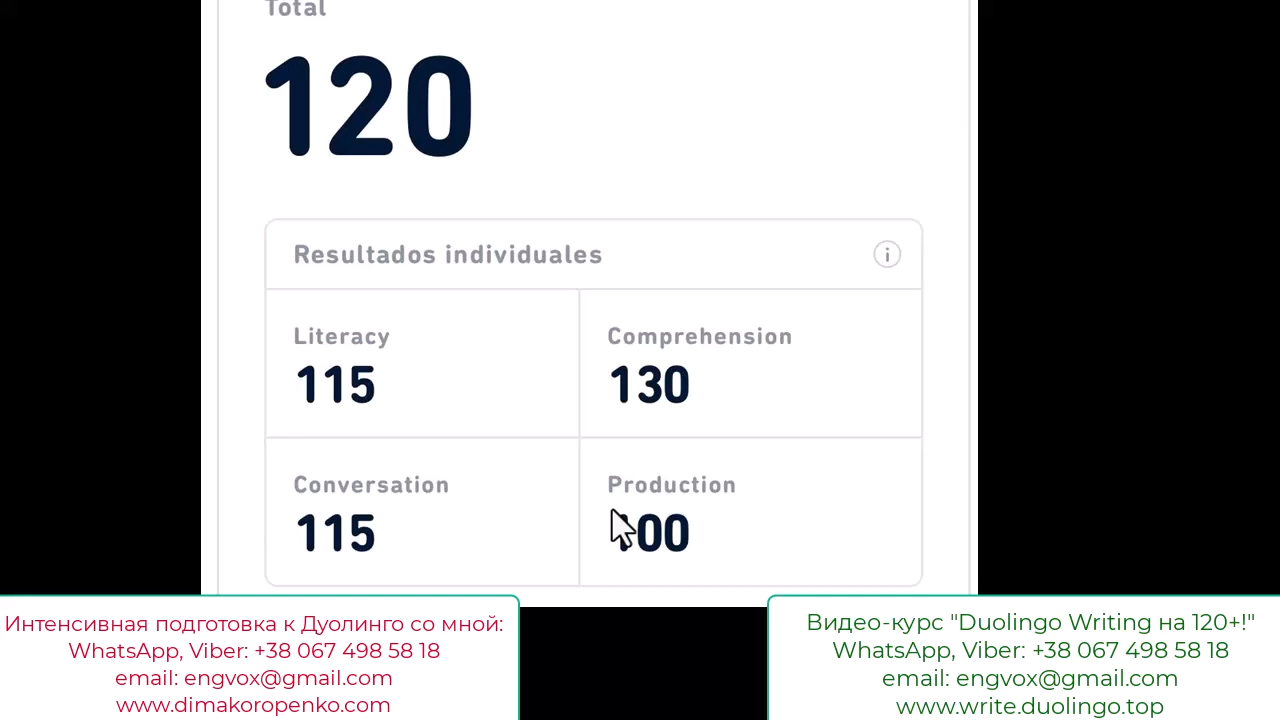 Total
120
Resultados individuales
Literacy
115
Comprehension
130
Conversation
115
Production
Интенсивная подготовка к Дуолинго со мной:
WhatsApp, Viber: +38 067 498 58 18
email: engvox@gmail.com
www.dimakoropenko.com
Видео-курс "Duolingo Writing на 120+!"
WhatsApp, Viber: +38 067 498 58 18
email: engvox@gmail.com
www.write.duolingo.top